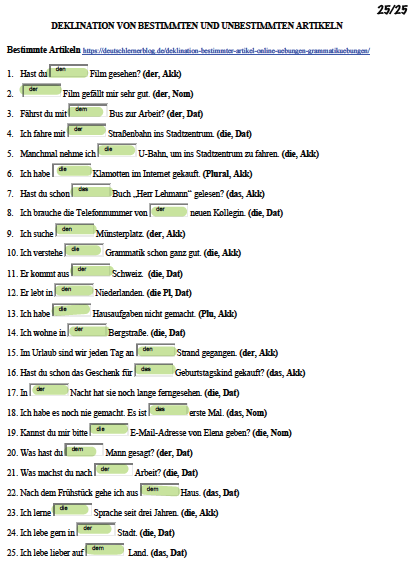 25/25
DEKLINATION VON BESTIMMTEN UND UNBESTIMMTEN ARTIKELN
Bestimmte Artikeln https://deutschlernerblog.de/deklination-bestimmter-artikel-online-uebungen-grammatikuebungen/
1. Hast du den Film gesehen? (der, Akk)
2. der Film gefällt mir sehr gut. (der, Nom)
3. Fährst du mit dem Bus zur Arbeit? (der, Dat)
4. Ich fahre mit der Straßenbahn ins Stadtzentrum. (die, Dat)
5. Manchmal nehme ich die U-Bahn, um ins Stadtzentrum zu fahren. (die, Akk)
6. Ich habe die Klamotten im Internet gekauft. (Plural, Akk)
7. Hast du schon das Buch „Herr Lehmann“ gelesen? (das, Akk)
8. Ich brauche die Telefonnummer von der neuen Kollegin. (die, Dat)
9. Ich suche den Münsterplatz. (der, Akk)
10. Ich verstehe die Grammatik schon ganz gut. (die, Akk)
11. Er kommt aus der Schweiz. (die, Dat)
12. Er lebt in den Niederlanden. (die Pl, Dat)
13. Ich habe die Hausaufgaben nicht gemacht. (Plu, Akk)
14. Ich wohne in der Bergstraße. (die, Dat)
15. Im Urlaub sind wir jeden Tag an den Strand gegangen. (der, Akk)
16. Hast du schon das Geschenk für das Geburtstagskind gekauft? (das, Akk)
17. In der Nacht hat sie noch lange ferngesehen. (die, Dat)
18. Ich habe es noch nie gemacht. Es ist das erste Mal. (das, Nom)
19. Kannst du mir bitte die E-Mail-Adresse von Elena geben? (die, Nom)
20. Was hast du dem Mann gesagt? (der, Dat)
21. Was machst du nach der Arbeit? (die, Dat)
22. Nach dem Frühstück gehe ich aus dem Haus. (das, Dat)
23. Ich lerne die Sprache seit drei Jahren. (die, Akk)
24. Ich lebe gern in der Stadt. (die, Dat)
25. Ich lebe lieber auf dem Land. (das, Dat)